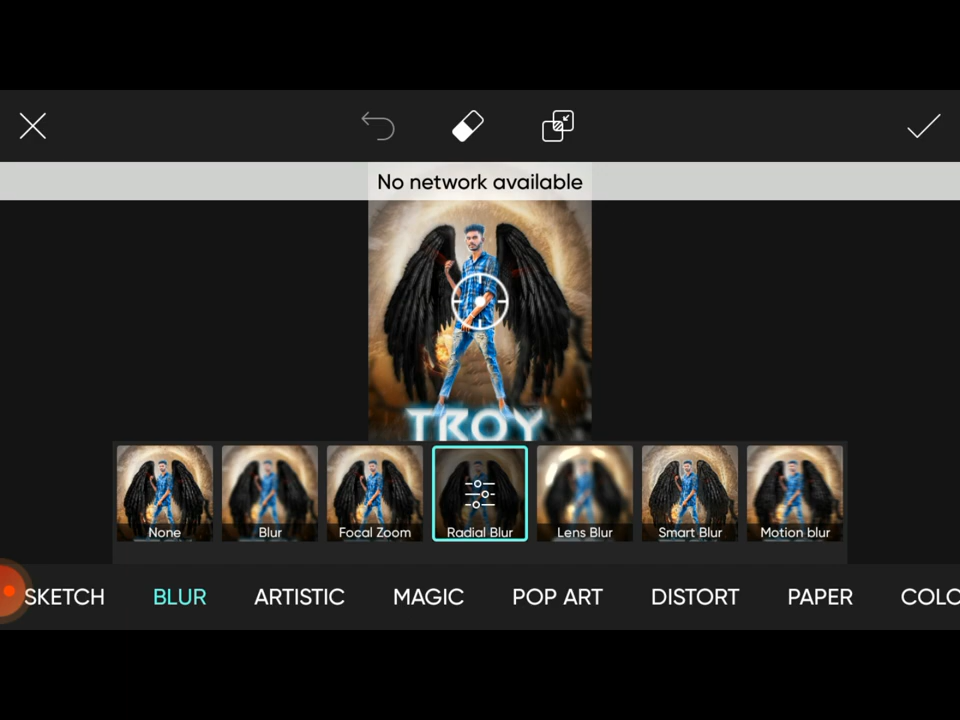 No network available
TROY
None
Blur
Focal Zoom
Radial Blur
Lens Blur
Smart Blur
Motion blur
SKETCH
BLUR
ARTISTIC
MAGIC
POP ART
DISTORT
PAPER
COLO